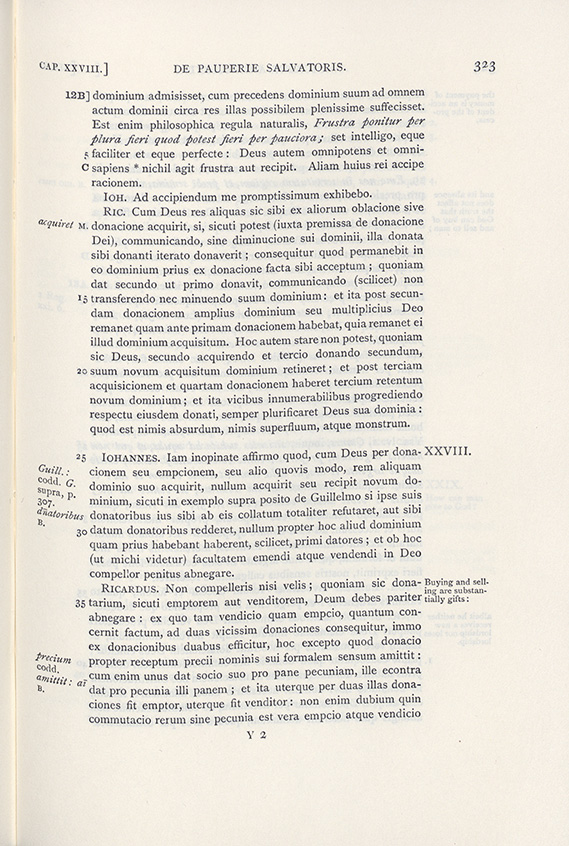 CAP. XXVIII.] DE PAUPERIE SALVATORIS. 323
12B] dominium admisisset, cum precedens dominium suum ad omnem
actum dominii circa res illas possibilem plenissime suffecisset.
Est enim philosophica regula naturalis, Frustra ponitur per
plura fieri quod potest fieri per pauciora; set intelligo, eque
5 faciliter et eque perfecte: Deus autem omnipotens et omni-
C sapiens * nichil agit frustra aut recipit. Aliam huius rei accipe
racionem.
IOH. Ad accipiendum me promptissimum exhibebo.
RIC. Cum Deus res aliquas sic sibi ex aliorum oblacione sive
acquiret M. donacione acquirit, si, sicuti potest (iuxta premissa de donacione
Dei), communicando, sine diminucione sui dominii, illa donata
sibi donanti iterato donaverit; consequitur quod permanebit in
eo dominium prius ex donacione facta sibi acceptum; quoniam
dat secundo ut primo donavit, communicando (scilicet) non
15 transferendo nec minuendo suum dominium: et ita post secun-
dam donacionem amplius dominium seu multiplicius Deo
remanet quam ante primam donacionem habebat, quia remanet ei
illud dominium acquisitum. Hoc autem stare non potest, quoniam
sic Deus, secundo acquirendo et tercio donando secundum,
20 suum novum acquisitum dominium retineret; et post terciam
acquisicionem et quartam donacionem haberet tercium retentum
novum dominium; et ita vicibus innumerabilibus progrediendo
respectu eiusdem donati, semper plurificaret Deus sua dominia:
quod est nimis absurdum, nimis superfluum, atque monstrum.
25 IOHANNES. Iam inopinate affirmo quod, cum Deus per dona- XXVIII.
Guill.: cionem seu empcionem, seu alio quovis modo, rem aliquam
codd. G. dominio suo acquirit, nullum acquirit seu recipit novum do-
supra, p. minium, sicuti in exemplo supra posito de Guillelmo si ipse suis
307.
dñatoribus donatoribus ius sibi ab eis collatum totaliter refutaret, aut sibi
B. 30 datum donatoribus redderet, nullum propter hoc aliud dominium
quam prius habebant haberent, scilicet, primi datores; et ob hoc
(ut michi videtur) facultatem emendi atque vendendi in Deo
compellor penitus abnegare.
RICARDUS. Non compelleris nisi velis; quoniam sic dona- Buying and sell-
ing are substan-
35 tarium, sicuti emptorem aut venditorem, Deum debes pariter tially gifts:
abnegare: ex quo tam vendicio quam empcio, quantum con-
cernit factum, ad duas vicissim donaciones consequitur, immo
ex donacionibus duabus efficitur, hoc excepto quod donacio
precium propter receptum precii nominis sui formalem sensum amittit:
codd.
amittit: aī cum enim unus dat socio suo pro pane pecuniam, ille econtra
B. dat pro pecunia illi panem; et ita uterque per duas illas dona-
ciones fit emptor, uterque fit venditor: non enim dubium quin
commutacio rerum sine pecunia est vera empcio atque vendicio
Y 2